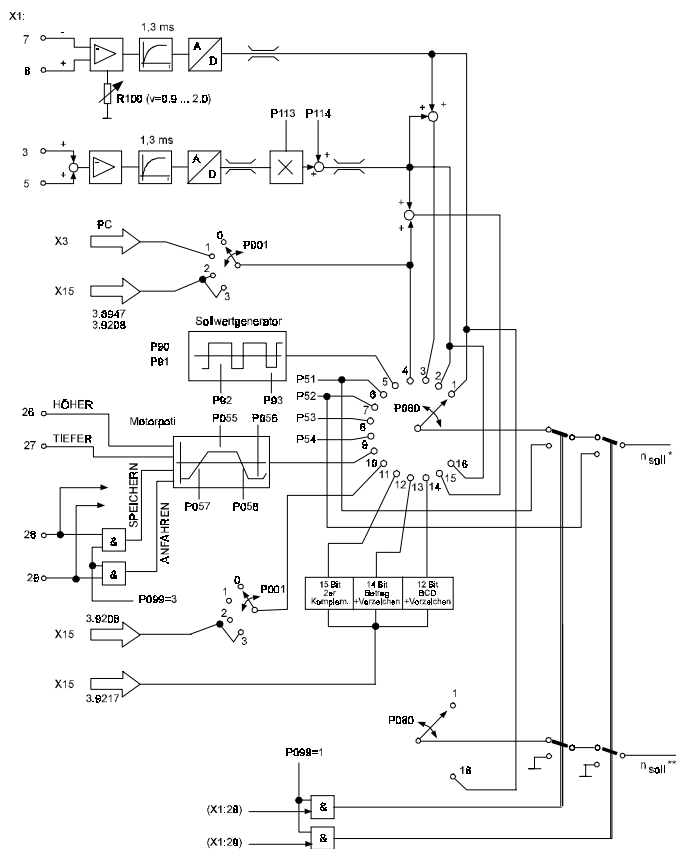 X1:
7
-
8
+
1,3 ms
A
D
R100 (v=0.9 ... 2.0)
+
+
P113
P114
3
+
5
+
1,3 ms
A
D
+
+
+
+
X3
PC
1
0
P001
2
3
X15
3.8947
3.9208
Sollwertgenerator
P90
P91
P92
P93
P51
P52
P53
P54
5
4
3
2
1
6
7
8
9
10
11
12
13
14
15
16
P080
26
HÖHER
27
TIEFER
Motorpoti
P055
P056
P057
P058
SPEICHERN
ANFAHREN
28
&
29
&
P099=3
n soll *
0
P001
1
2
3
X15
3.9208
15 Bit
2er
Komplem.
14 Bit
Betrag
+Vorzeichen
12 Bit
BCD
+Vorzeichen
X15
3.9217
1
P080
16
n soll **
P099=1
(X1:28)
&
(X1:29)
&